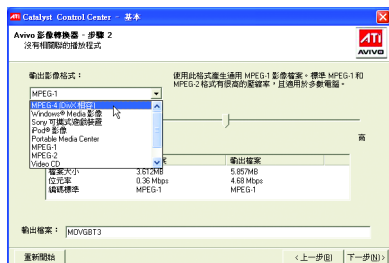 ATI Catalyst Control Center - 基本
Avivo 影像轉換器 - 步驟 2
沒有相關聯的播放程式
ATI
AVIVO
輸出影像格式：
使用此格式產生通用 MPEG-1 影像檔案。標準 MPEG-1 和
MPEG-2 格式有很高的壓縮率，且適用於多數電腦。
MPEG-1
MPEG-4 (DivX 相容)
Windows® Media 影像
Sony 可攜式遊戲裝置
iPod® 影像
Portable Media Center
MPEG-1
MPEG-2
Video CD
高
輸出檔案
檔案大小 3.612MB 5.857MB
位元率 0.36 Mbps 4.68 Mbps
編碼標準 MPEG-1 MPEG-1
輸出檔案： MOVGBT3
重新開始 <上一步(B) 下一步(N)>